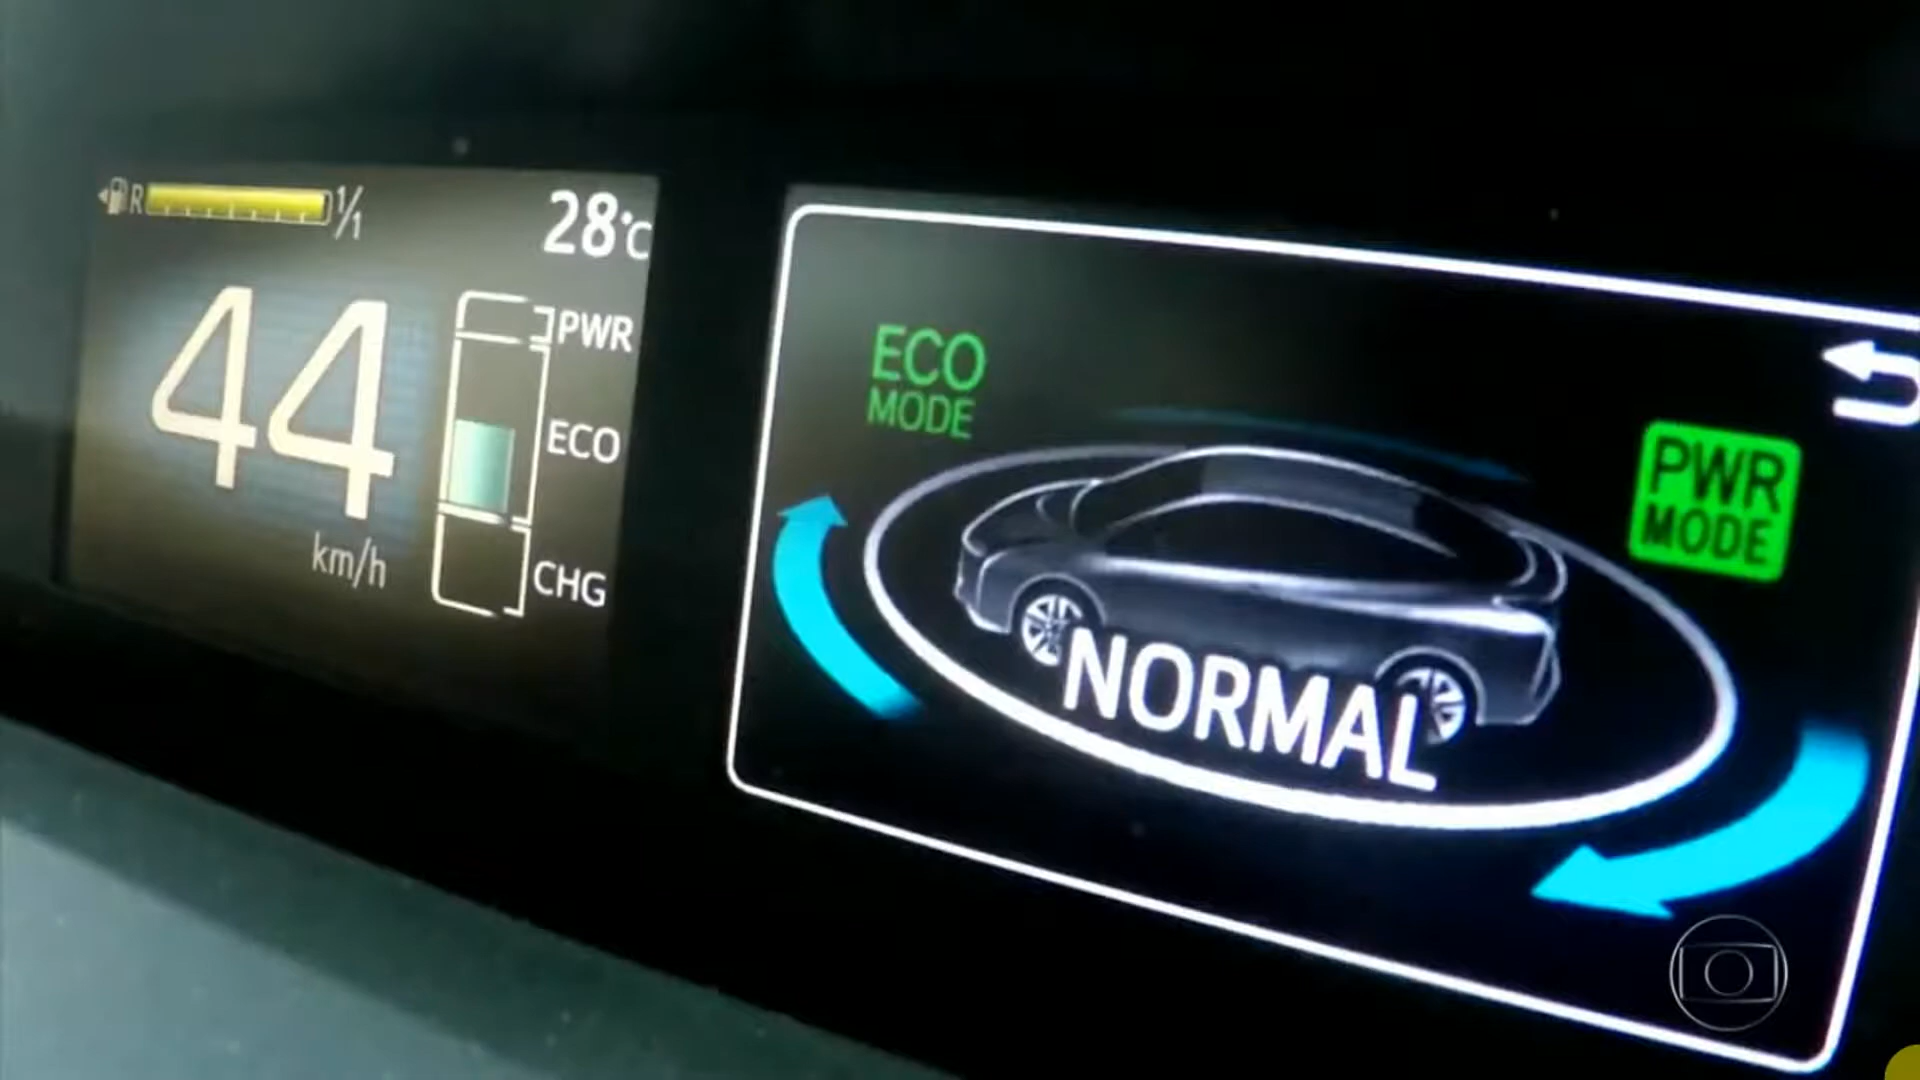 R 1/1
28°C
44
km/h
PWR
ECO
CHG
ECO
MODE
PWR
MODE
NORMAL